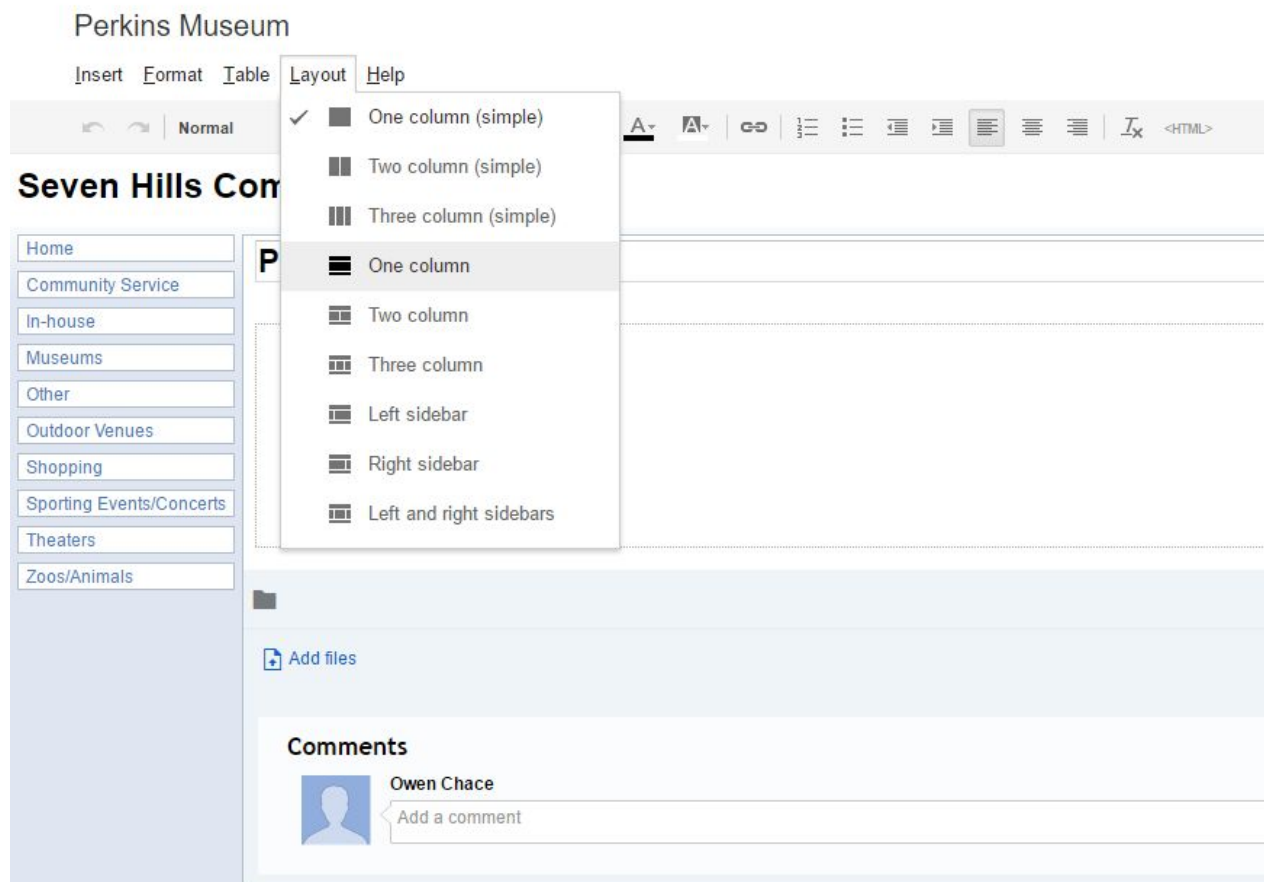 Perkins Museum
Insert Format Table Layout Help
Normal
One column (simple)
Two column (simple)
Three column (simple)
One column
Two column
Three column
Left sidebar
Right sidebar
Left and right sidebars
A A <HTML>
Seven Hills Com
Home
Community Service
In-house
Museums
Other
Outdoor Venues
Shopping
Sporting Events/Concerts
Theaters
Zoos/Animals
P
Add files
Comments
Owen Chace
Add a comment